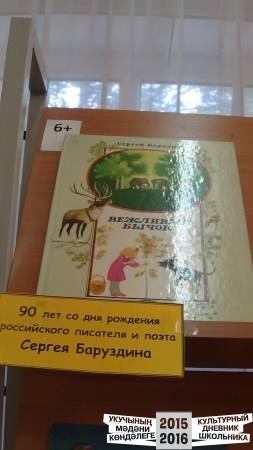 6+
Сергей Баруздин
ВЕЖЛИВЫЙ
БЫЧОК
90 лет со дня рождения
российского писателя и поэта
Сергея Баруздина
УКУЧЫНЫҢ
МӘДӘНИ
КӨНДӘЛЕГЕ
2015
2016
КУЛЬТУРНЫЙ
ДНЕВНИК
ШКОЛЬНИКА